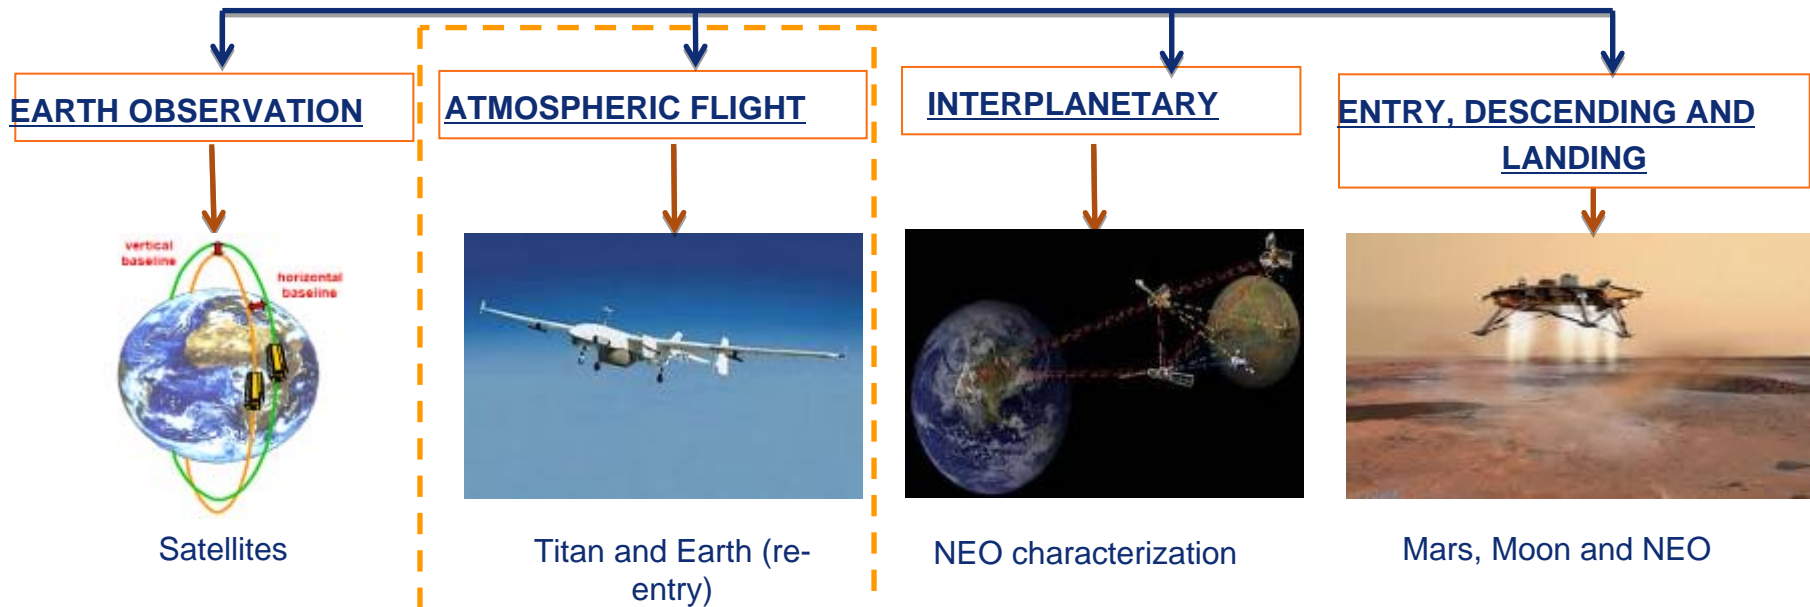 EARTH OBSERVATION
ATMOSPHERIC FLIGHT
INTERPLANETARY
ENTRY, DESCENDING AND
LANDING
vertical
baseline
horizontal
baseline
Satellites
Titan and Earth (re-
entry)
NEO characterization
Mars, Moon and NEO